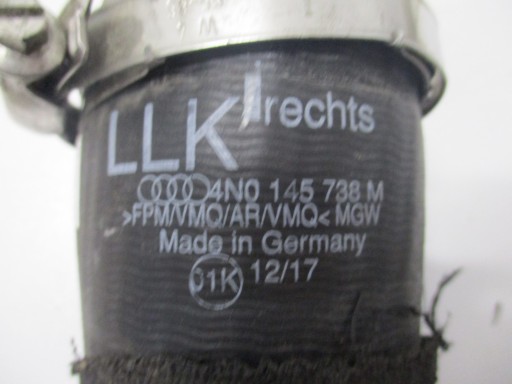 LLK rechts
4N0 145 738 M
>FPM/VMQ/AR/VMQ< MGW
Made in Germany
01K 12/17